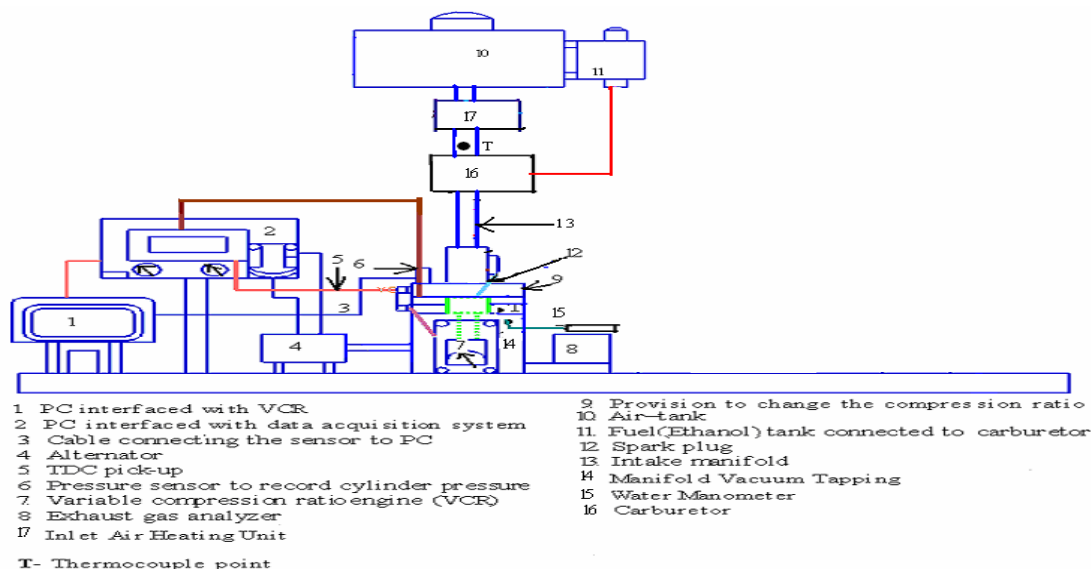 10
11
17
T
16
13
2
12
5
6
9
3
1
15
1
4
7
14
8
1 PC interfaced with VCR
2 PC interfaced with data acquisition system
3 Cable connecting the sensor to PC
4 Alternator
5 TDC pick-up
6 Pressure sensor to record cylinder pressure
7. Variable compression ratioengine (VCR)
8 Exhaust gas analyzer
17 Inlet Air Heating Unit
T- Thermocouple point
9. Provision to change the compression ratio
10. Air-tank
11. Fuel(Ethanol) tank connected to carburetor
12. Spark plug
13. Intake manifold
14 Manifold Vacuum Tapping
15 Water Manometer
16 Carburetor